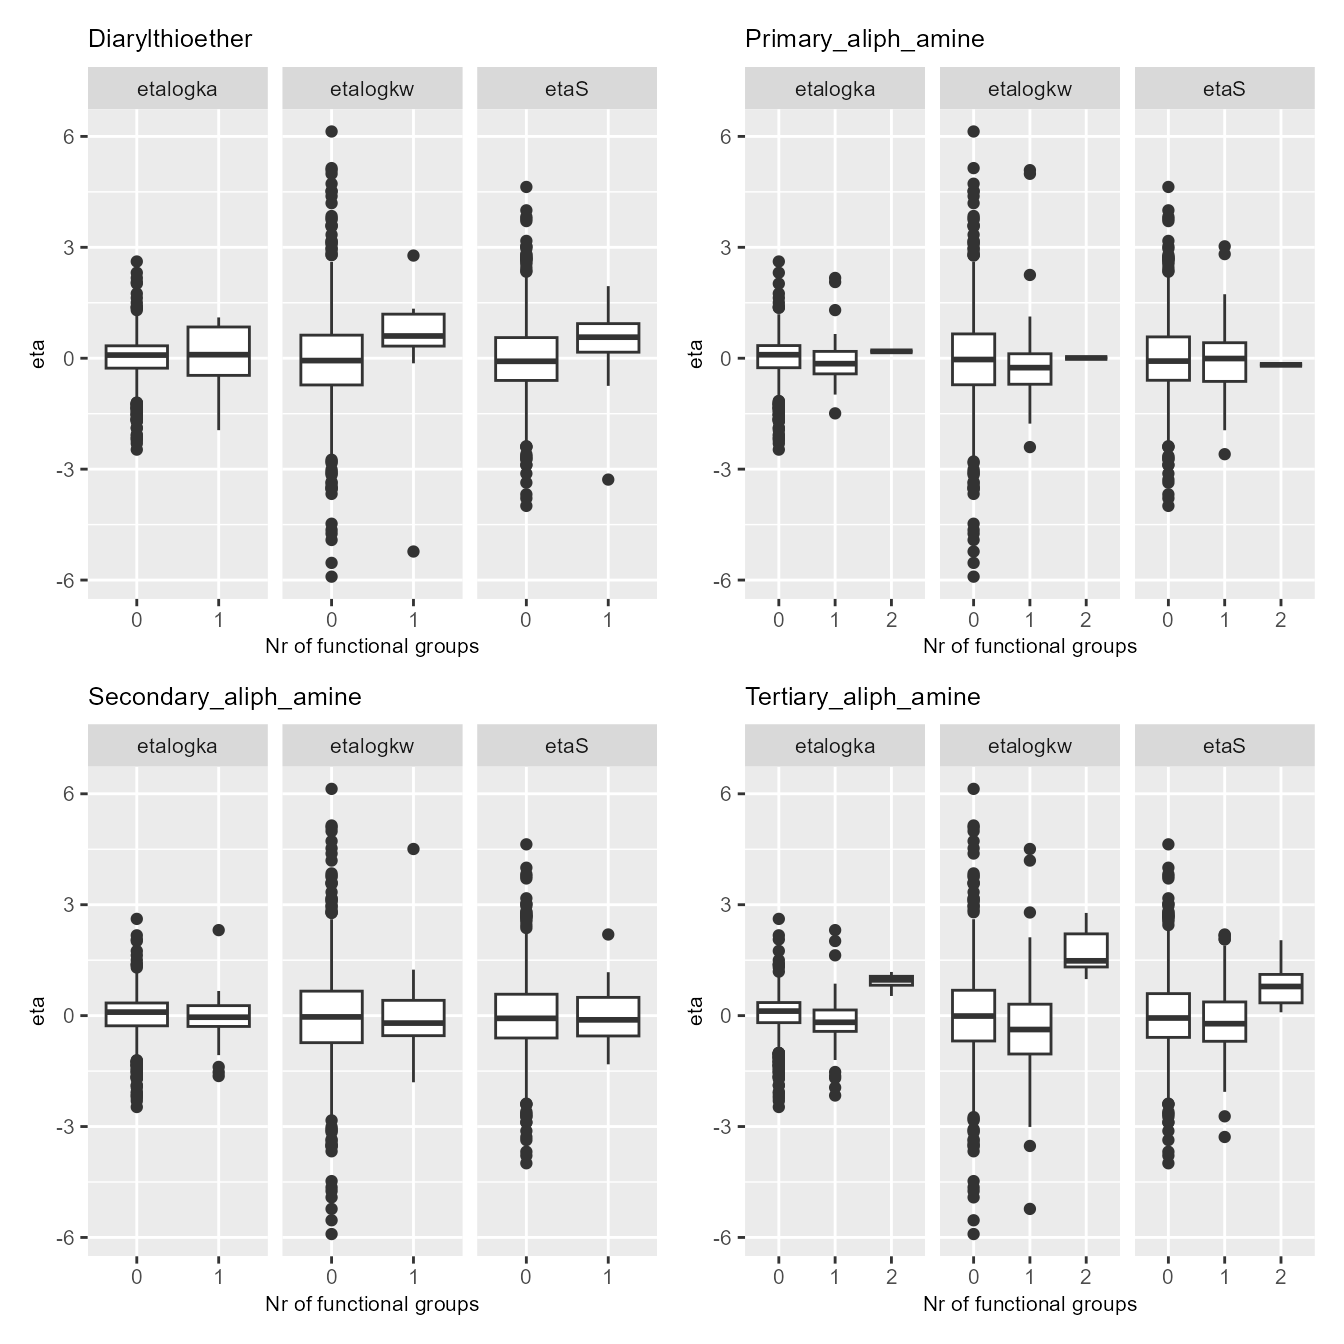 Diarylthioether
etalogka etalogkw etaS
6
3
0
-3
-6
eta
0 1 0 1 0 1
Nr of functional groups
Primary_aliph_amine
etalogka etalogkw etaS
6
3
0
-3
-6
eta
0 1 2 0 1 2 0 1 2
Nr of functional groups
Secondary_aliph_amine
etalogka etalogkw etaS
6
3
0
-3
-6
eta
0 1 0 1 0 1
Nr of functional groups
Tertiary_aliph_amine
etalogka etalogkw etaS
6
3
0
-3
-6
eta
0 1 2 0 1 2 0 1 2
Nr of functional groups